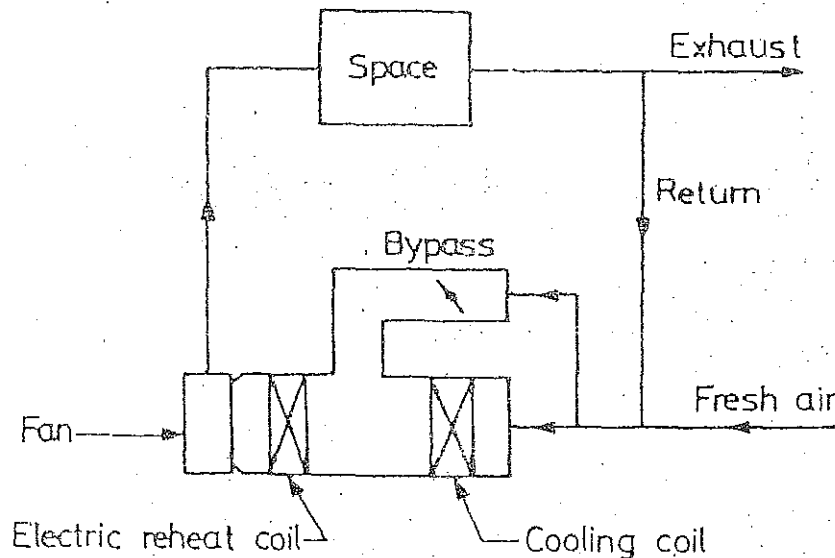 Exhaust
Space
Return
Bypass
Fresh air
Fan
Electric reheat coil
Cooling coil